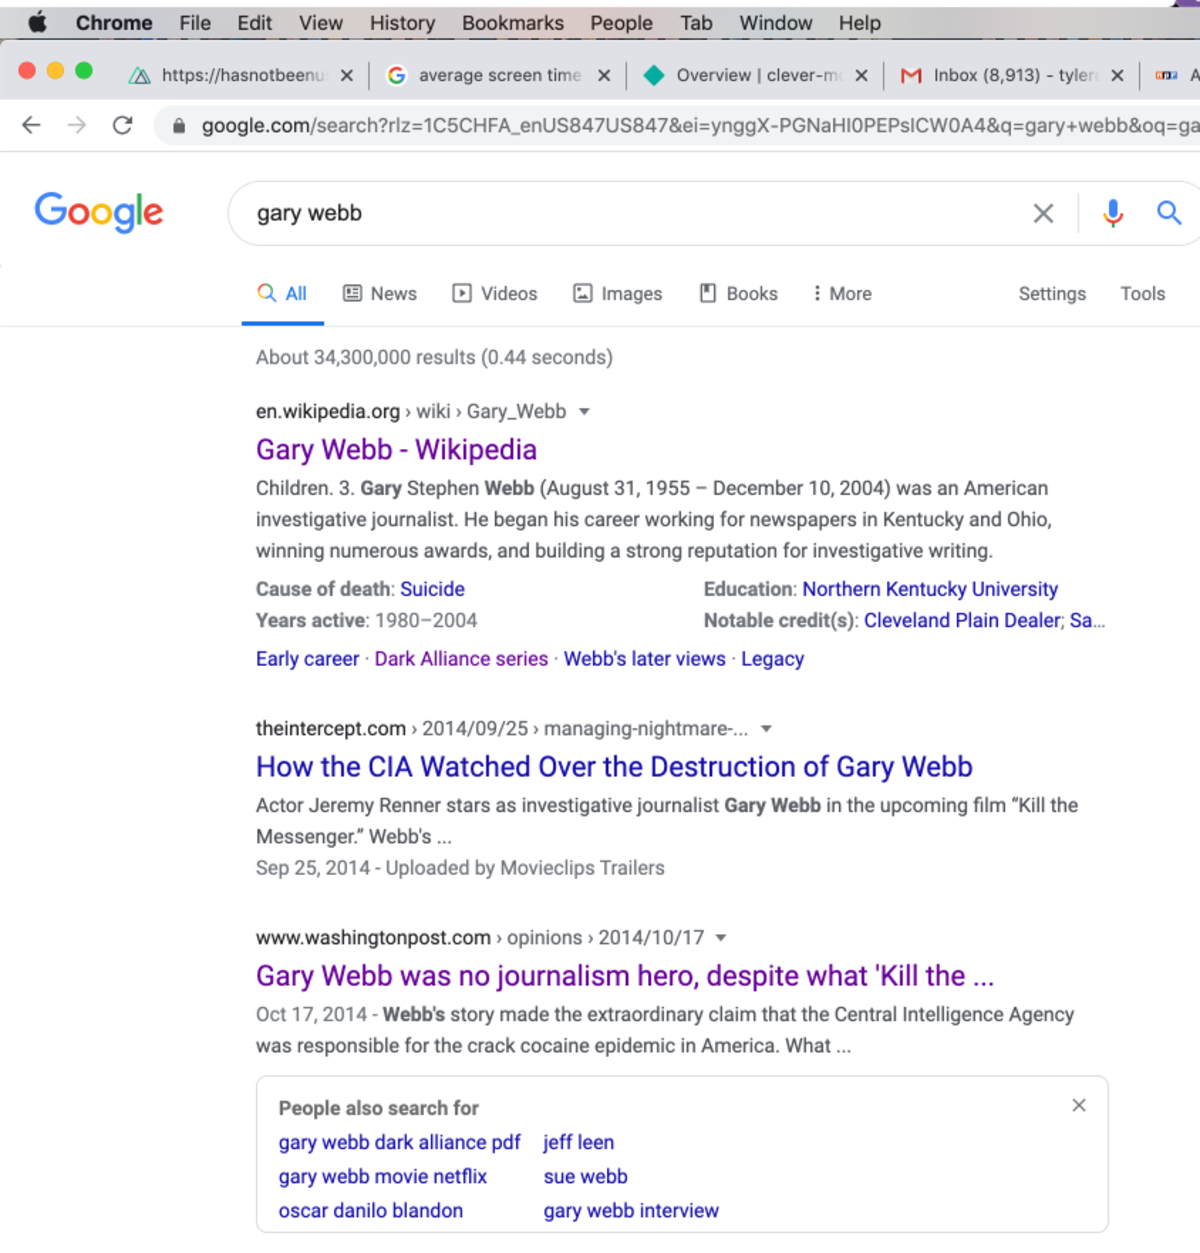 Chrome File Edit View History Bookmarks People Tab Window Help
https://hasnotbeenu average screen time Overview | clever-m Inbox (8,913) - tyler A
google.com/search?rlz=1C5CHFA_enUS847US847&ei=ynggX-PGNaHI0PEPsICW0A4&q=gary+webb&oq=ga
Google gary webb
All News Videos Images Books More Settings Tools
About 34,300,000 results (0.44 seconds)
en.wikipedia.org › wiki › Gary_Webb
Gary Webb - Wikipedia
Children. 3. Gary Stephen Webb (August 31, 1955 – December 10, 2004) was an American
investigative journalist. He began his career working for newspapers in Kentucky and Ohio,
winning numerous awards, and building a strong reputation for investigative writing.
Cause of death: Suicide Education: Northern Kentucky University
Years active: 1980–2004 Notable credit(s): Cleveland Plain Dealer; Sa...
Early career · Dark Alliance series · Webb's later views · Legacy
theintercept.com › 2014/09/25 › managing-nightmare-...
How the CIA Watched Over the Destruction of Gary Webb
Actor Jeremy Renner stars as investigative journalist Gary Webb in the upcoming film “Kill the
Messenger.” Webb's ...
Sep 25, 2014 - Uploaded by Movieclips Trailers
www.washingtonpost.com › opinions › 2014/10/17
Gary Webb was no journalism hero, despite what 'Kill the ...
Oct 17, 2014 - Webb's story made the extraordinary claim that the Central Intelligence Agency
was responsible for the crack cocaine epidemic in America. What ...
People also search for
gary webb dark alliance pdf jeff leen
gary webb movie netflix sue webb
oscar danilo blandon gary webb interview